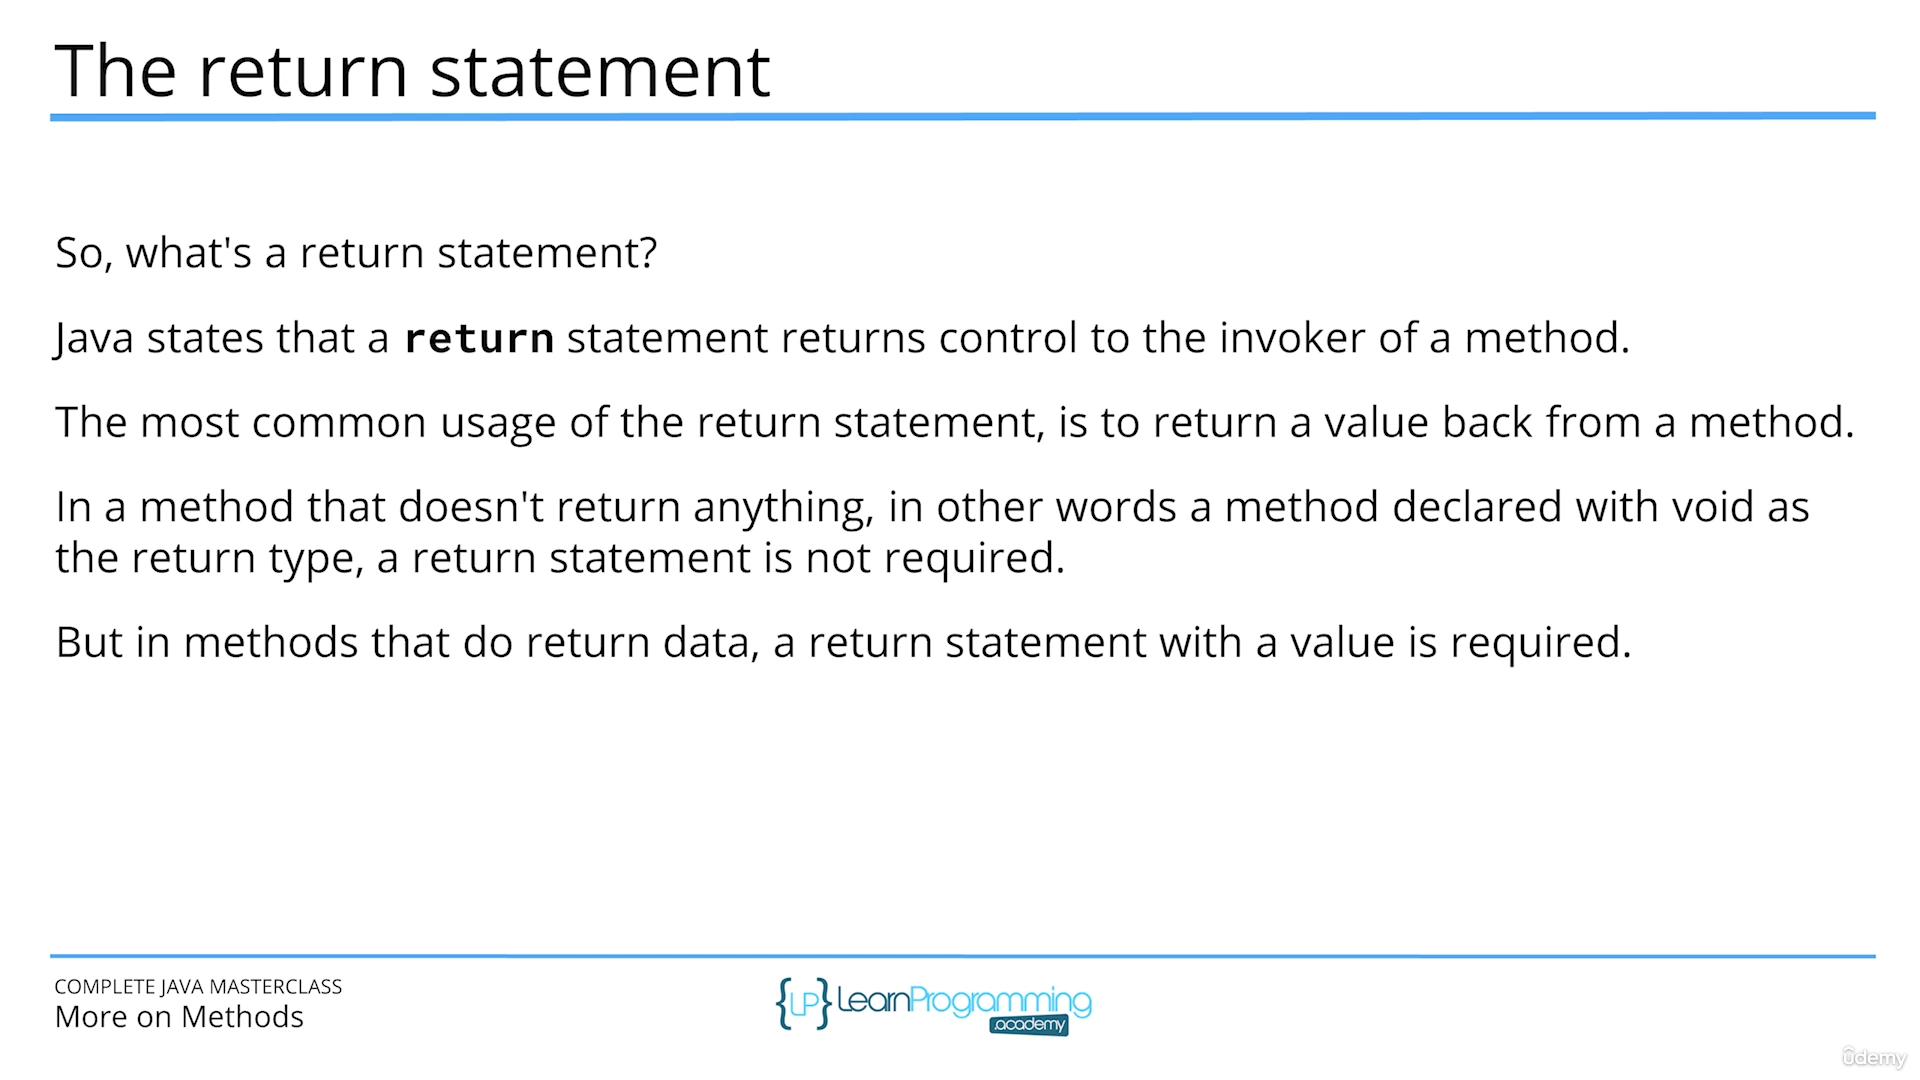 The return statement
So, what's a return statement?
Java states that a return statement returns control to the invoker of a method.
The most common usage of the return statement, is to return a value back from a method.
In a method that doesn't return anything, in other words a method declared with void as
the return type, a return statement is not required.
But in methods that do return data, a return statement with a value is required.
COMPLETE JAVA MASTERCLASS
More on Methods
{LP} LearnProgramming
.academy
ûdemy